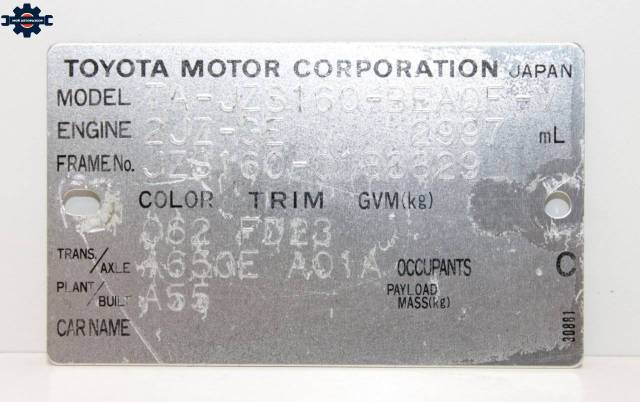 TOYOTA MOTOR CORPORATION JAPAN
MODEL TA-JZS160-BEAQF
ENGINE 2JZ-GE 2997 mL
FRAME No.
COLOR TRIM GVM(kg)
062 FD23
TRANS./AXLE A650E A01A OCCUPANTS C
PLANT/BUILT A55 PAYLOAD MASS(kg)
CAR NAME
30881